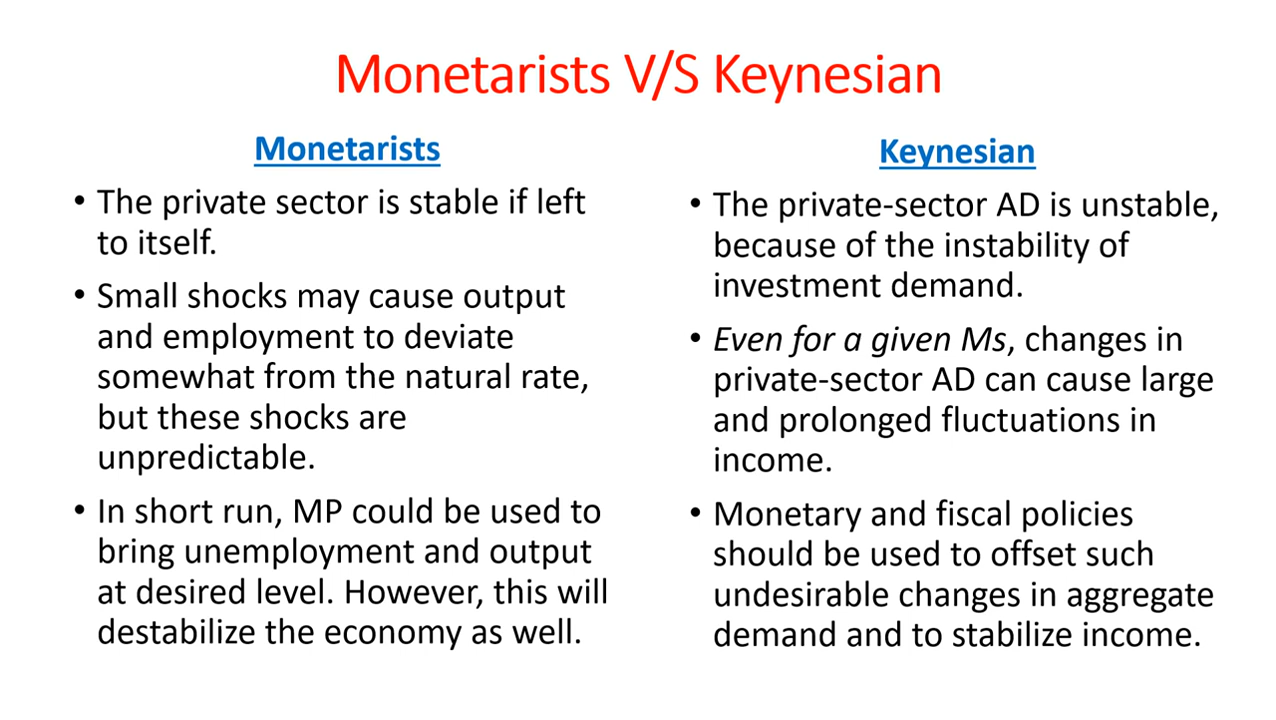 Monetarists V/S Keynesian
Monetarists
• The private sector is stable if left
to itself.
• Small shocks may cause output
and employment to deviate
somewhat from the natural rate,
but these shocks are
unpredictable.
• In short run, MP could be used to
bring unemployment and output
at desired level. However, this will
destabilize the economy as well.
Keynesian
• The private-sector AD is unstable,
because of the instability of
investment demand.
• Even for a given Ms, changes in
private-sector AD can cause large
and prolonged fluctuations in
income.
• Monetary and fiscal policies
should be used to offset such
undesirable changes in aggregate
demand and to stabilize income.